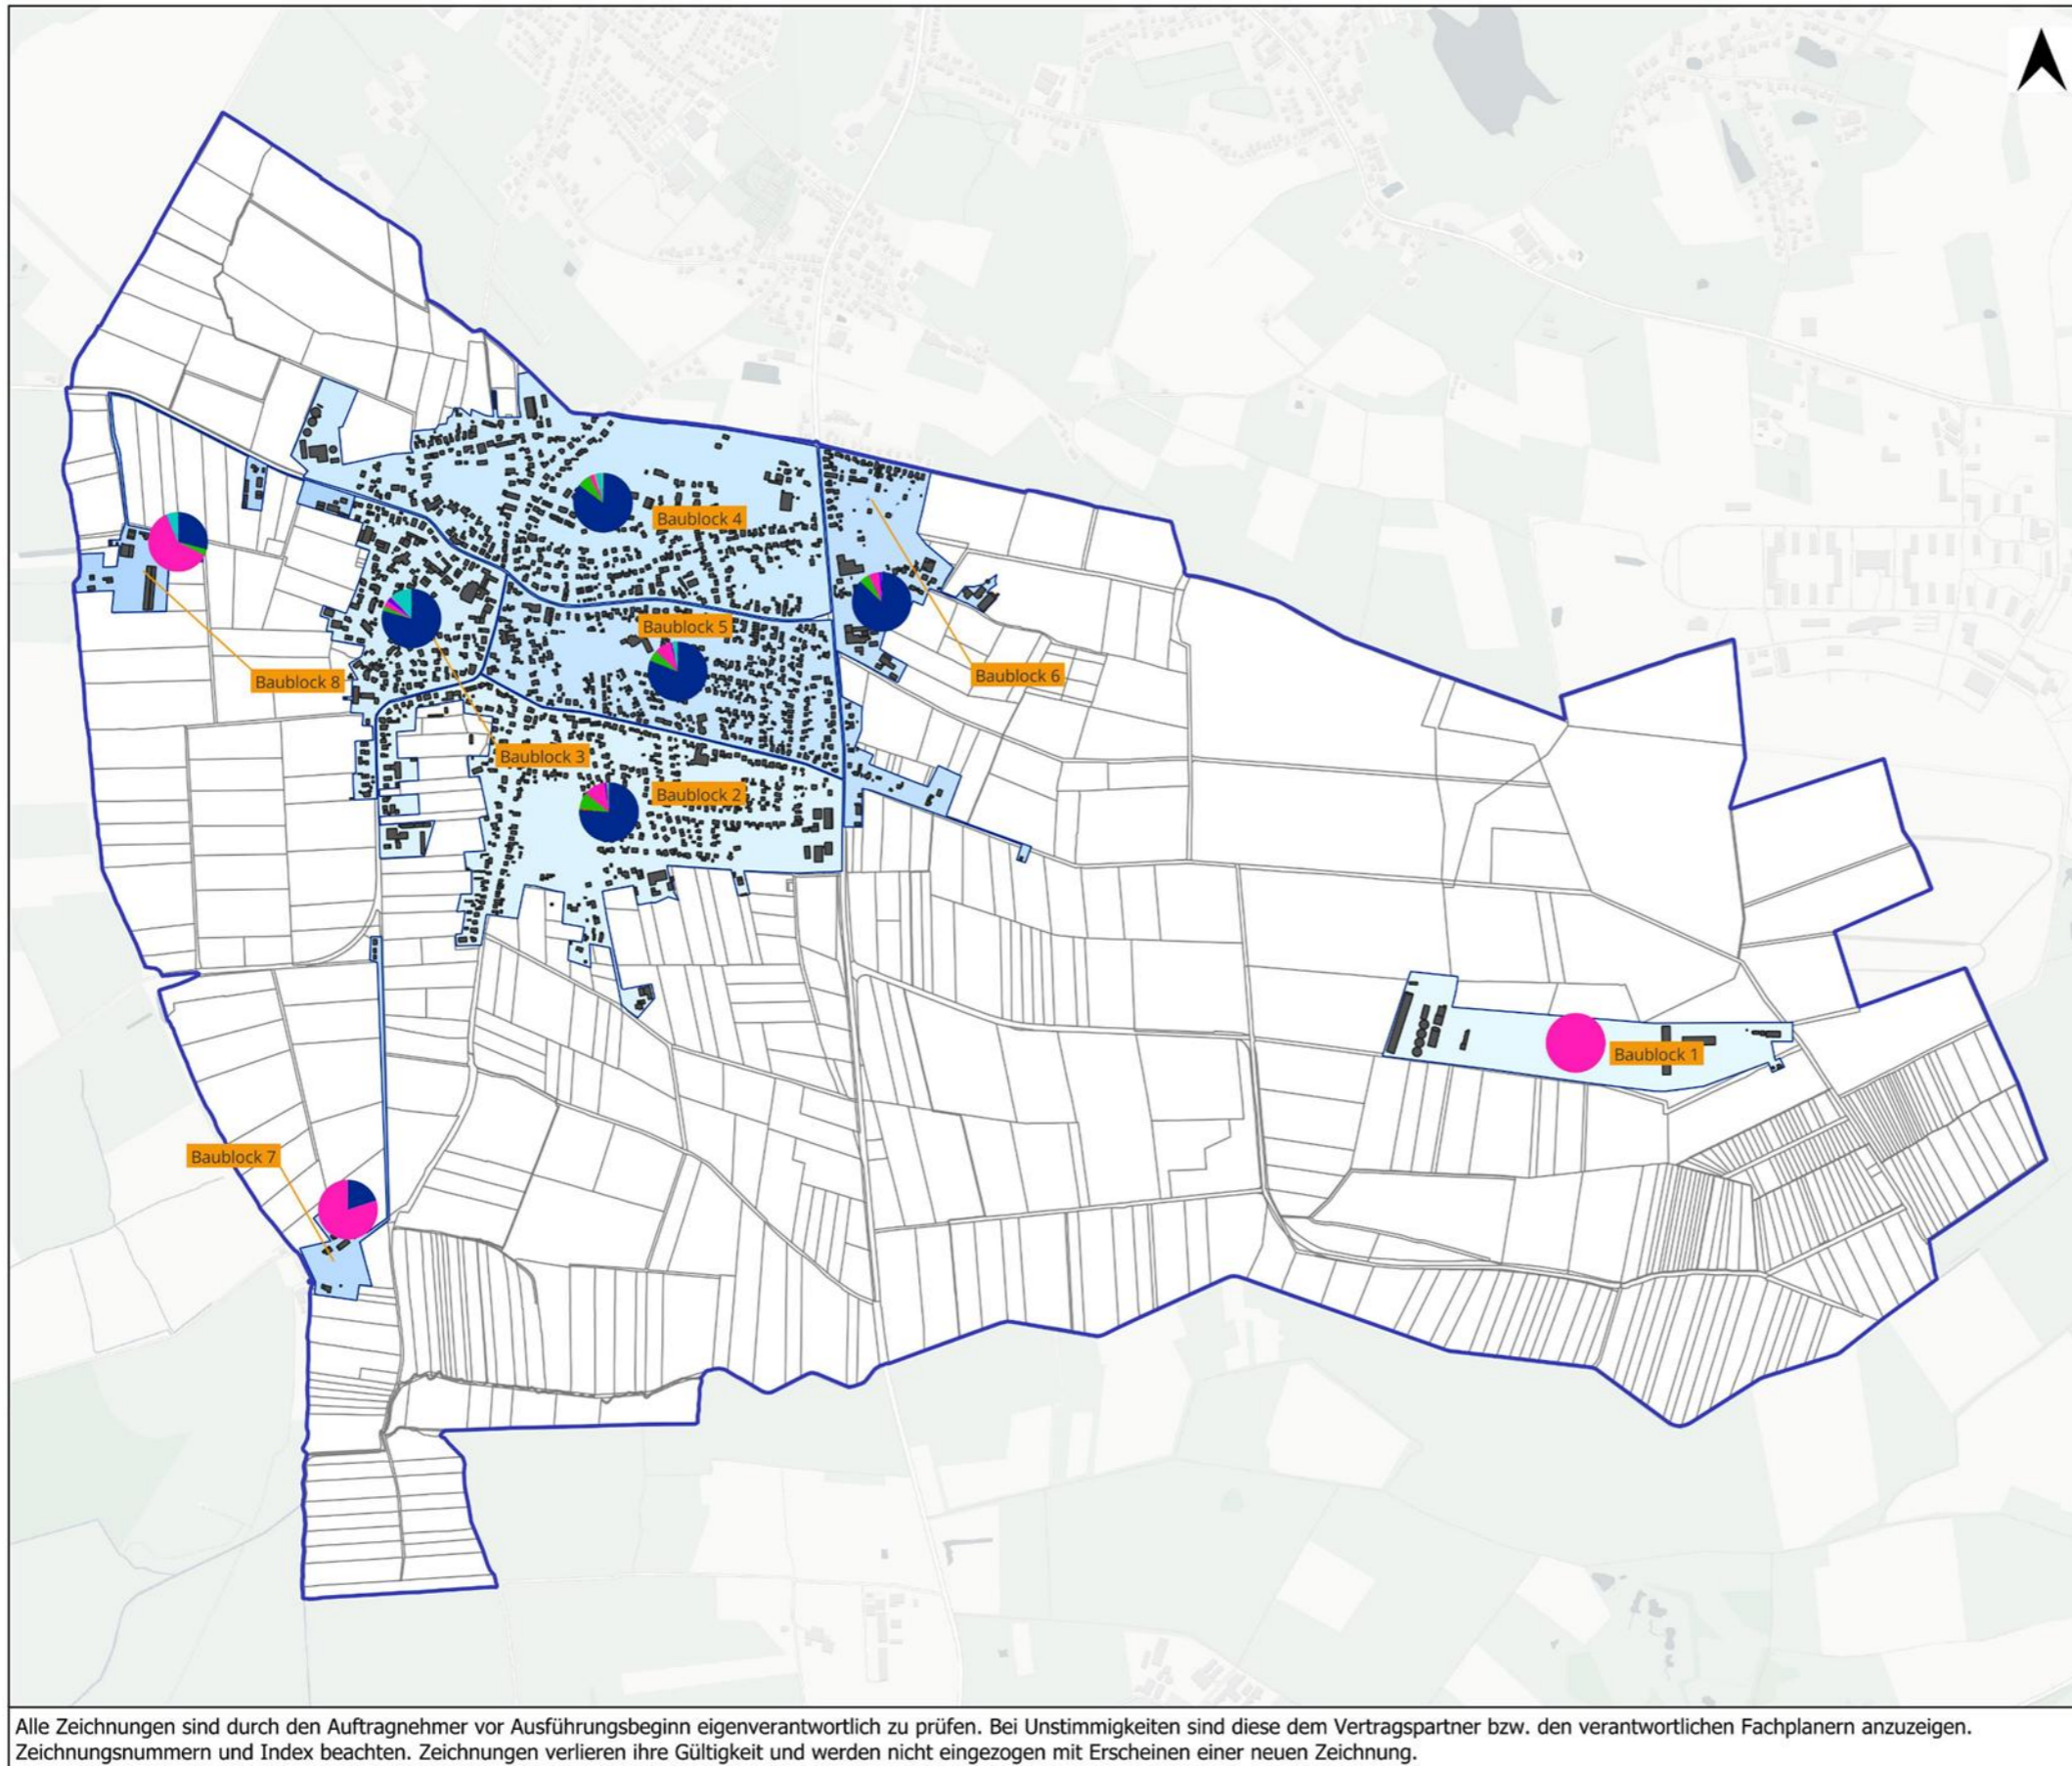 Baublock 4
Baublock 5
Baublock 6
Baublock 8
Baublock 3
Baublock 2
Baublock 1
Baublock 7
Alle Zeichnungen sind durch den Auftragnehmer vor Ausführungsbeginn eigenverantwortlich zu prüfen. Bei Unstimmigkeiten sind diese dem Vertragspartner bzw. den verantwortlichen Fachplanern anzuzeigen.
Zeichnungsnummern und Index beachten. Zeichnungen verlieren ihre Gültigkeit und werden nicht eingezogen mit Erscheinen einer neuen Zeichnung.